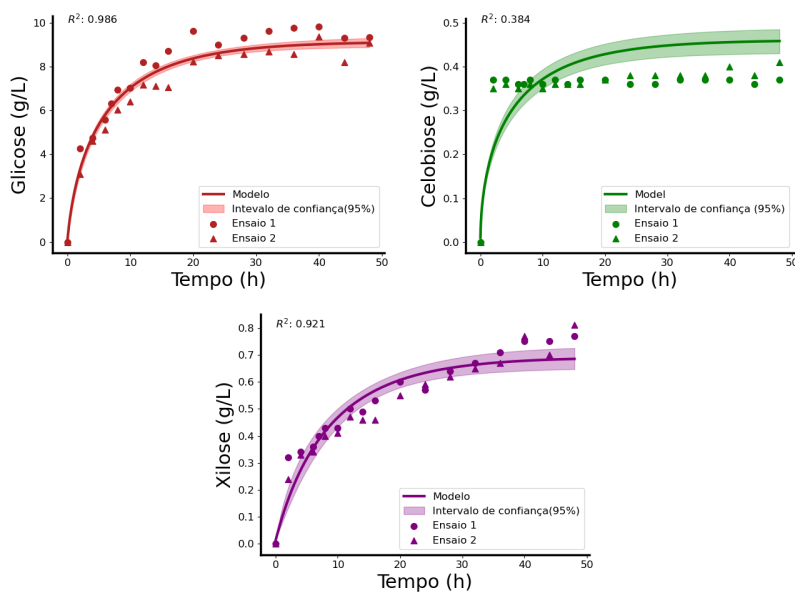 R²: 0.986
Glicose (g/L)
10
8
6
4
2
0
Modelo
Intevalo de confiança(95%)
Ensaio 1
Ensaio 2
0 10 20 30 40 50
Tempo (h)
R²: 0.384
Celobiose (g/L)
0.5
0.4
0.3
0.2
0.1
0.0
Model
Intervalo de confiança (95%)
Ensaio 1
Ensaio 2
0 10 20 30 40 50
Tempo (h)
R²: 0.921
Xilose (g/L)
0.8
0.7
0.6
0.5
0.4
0.3
0.2
0.1
0.0
Modelo
Intervalo de confiança(95%)
Ensaio 1
Ensaio 2
0 10 20 30 40 50
Tempo (h)